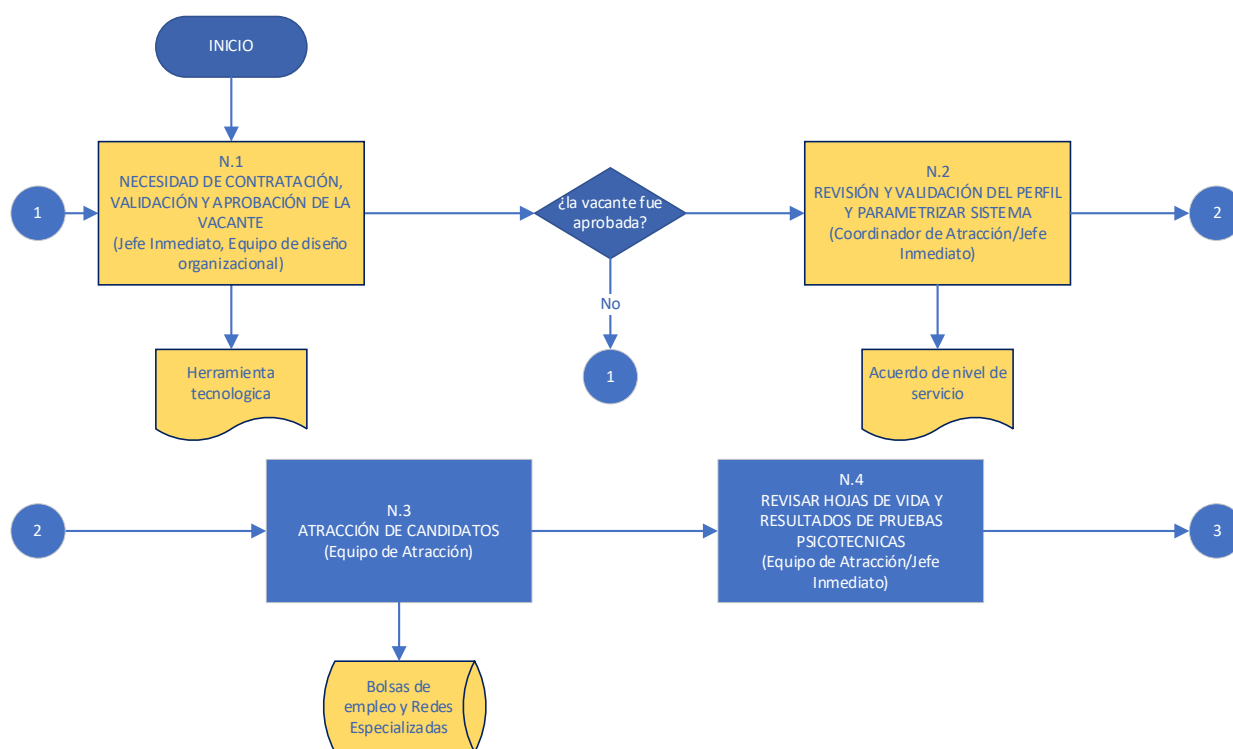 INICIO
N.1
NECESIDAD DE CONTRATACIÓN,
VALIDACIÓN Y APROBACIÓN DE LA
VACANTE
(Jefe Inmediato, Equipo de diseño
organizacional)
1
¿la vacante fue
aprobada?
N.2
REVISIÓN Y VALIDACIÓN DEL PERFIL
Y PARAMETRIZAR SISTEMA
(Coordinador de Atracción/Jefe
Inmediato)
2
No
1
Herramienta
tecnologica
Acuerdo de nivel de
servicio
2
N.3
ATRACCIÓN DE CANDIDATOS
(Equipo de Atracción)
N.4
REVISAR HOJAS DE VIDA Y
RESULTADOS DE PRUEBAS
PSICOTECNICAS
(Equipo de Atracción/Jefe
Inmediato)
3
Bolsas de
empleo y Redes
Especializadas